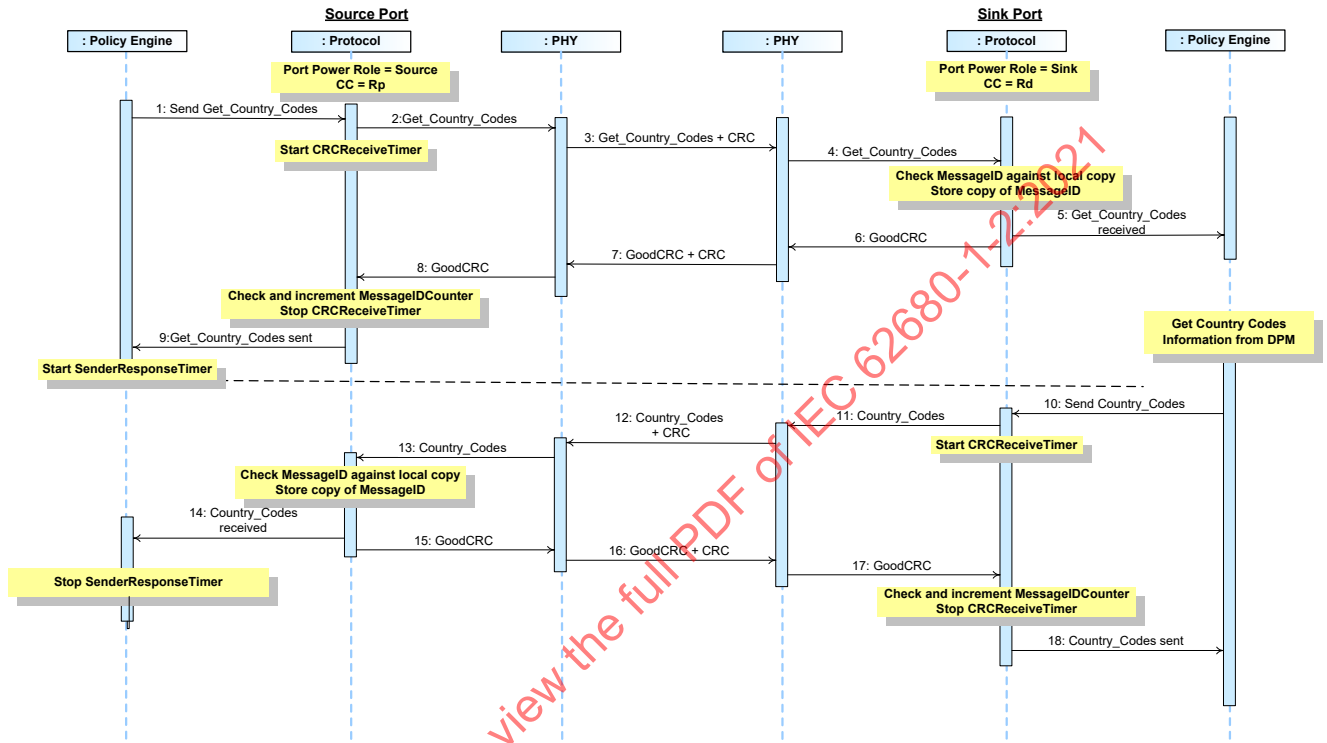 Source Port
Sink Port
: Policy Engine
: Protocol
: PHY
: PHY
: Protocol
: Policy Engine
Port Power Role = Source
CC = Rp
Port Power Role = Sink
CC = Rd
1: Send Get_Country_Codes
2:Get_Country_Codes
Start CRCReceiveTimer
3: Get_Country_Codes + CRC
4: Get_Country_Codes
Check MessageID against local copy
Store copy of MessageID
5: Get_Country_Codes
received
6: GoodCRC
7: GoodCRC + CRC
8: GoodCRC
Check and increment MessageIDCounter
Stop CRCReceiveTimer
9:Get_Country_Codes sent
Start SenderResponseTimer
Get Country Codes
Information from DPM
10: Send Country_Codes
11: Country_Codes
Start CRCReceiveTimer
12: Country_Codes
+ CRC
13: Country_Codes
Check MessageID against local copy
Store copy of MessageID
14: Country_Codes
received
15: GoodCRC
16: GoodCRC + CRC
17: GoodCRC
Stop SenderResponseTimer
Check and increment MessageIDCounter
Stop CRCReceiveTimer
18: Country_Codes sent
view the full PDF of IEC 62680-1-2:2021